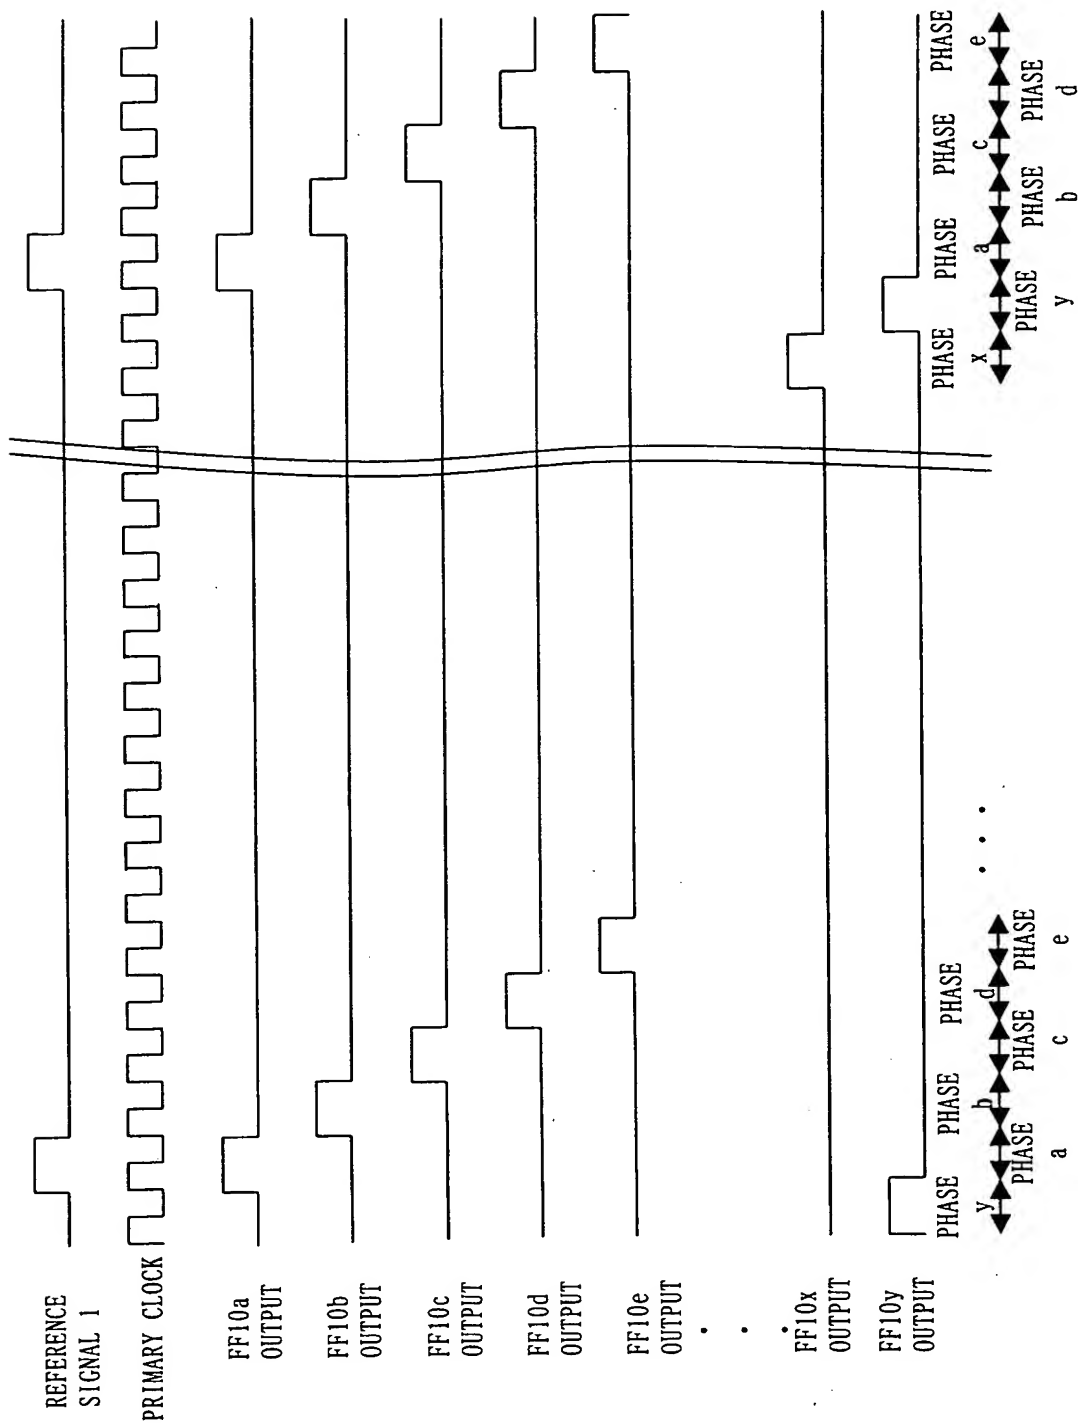 REFERENCE
SIGNAL 1
PRIMARY CLOCK
FF10a
OUTPUT
FF10b
OUTPUT
FF10c
OUTPUT
FF10d
OUTPUT
FF10e
OUTPUT
FF10x
OUTPUT
FF10y
OUTPUT
PHASE
y
PHASE
a
PHASE
b
PHASE
c
PHASE
d
PHASE
e
PHASE
x
PHASE
y
PHASE
a
PHASE
b
PHASE
c
PHASE
d
PHASE
e